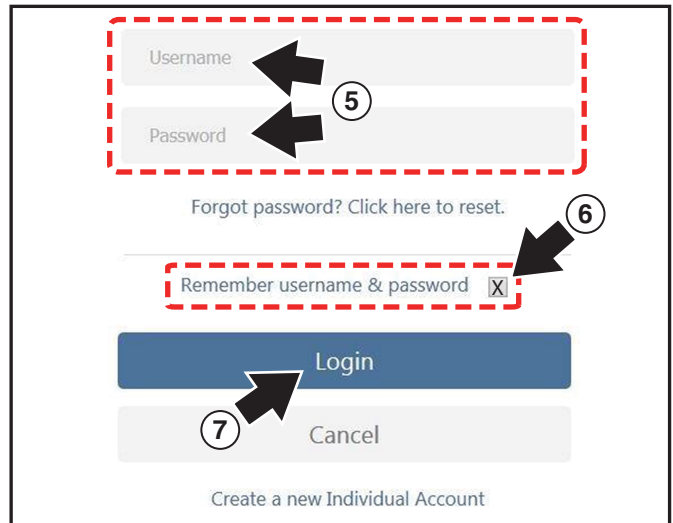 Username
5
Password
Forgot password? Click here to reset.
6
Remember username & password X
Login
7
Cancel
Create a new Individual Account